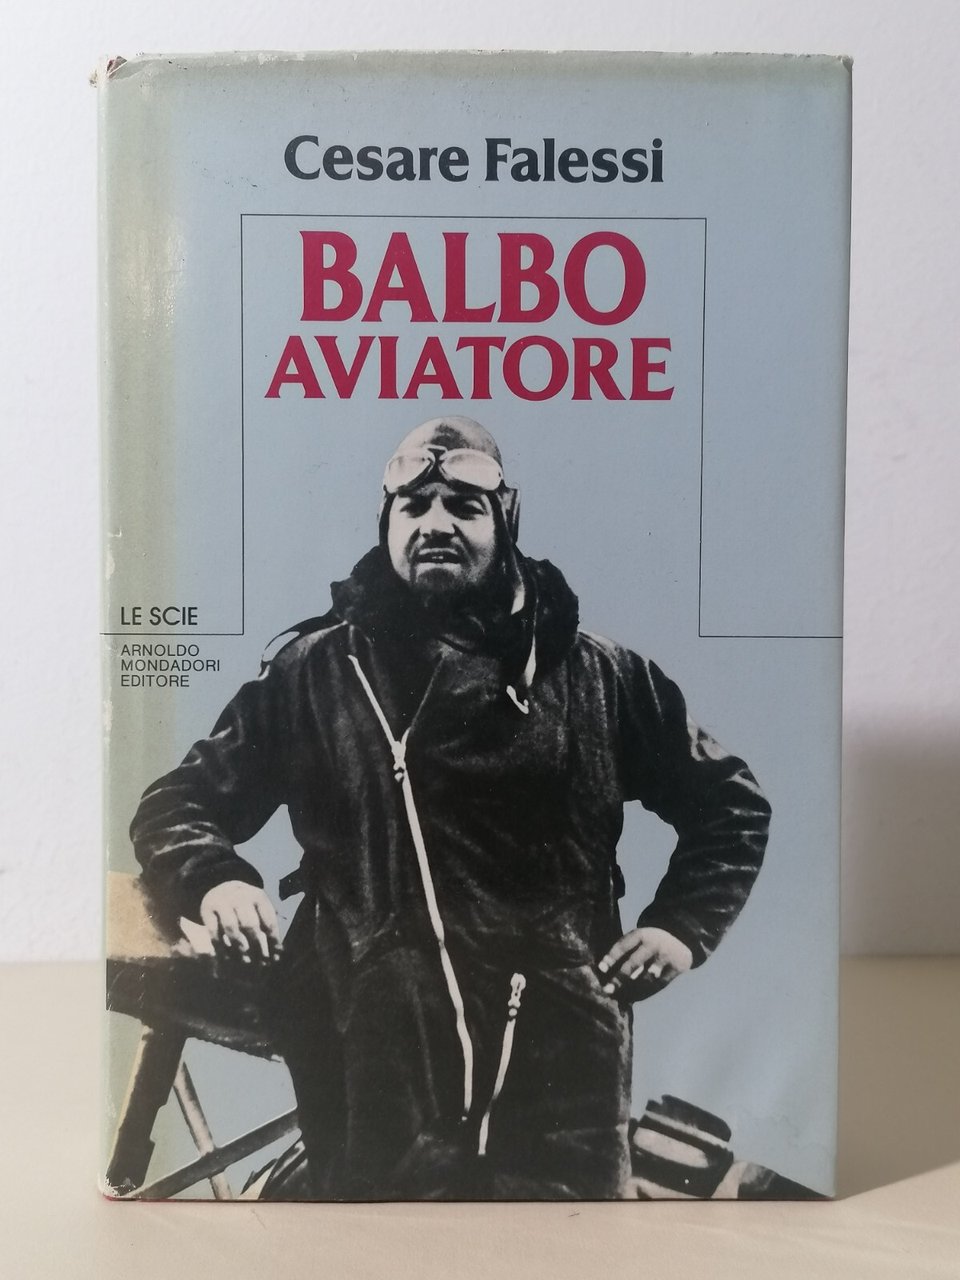 Cesare Falessi
BALBO
AVIATORE
LE SCIE
ARNOLDO
MONDADORI
EDITORE